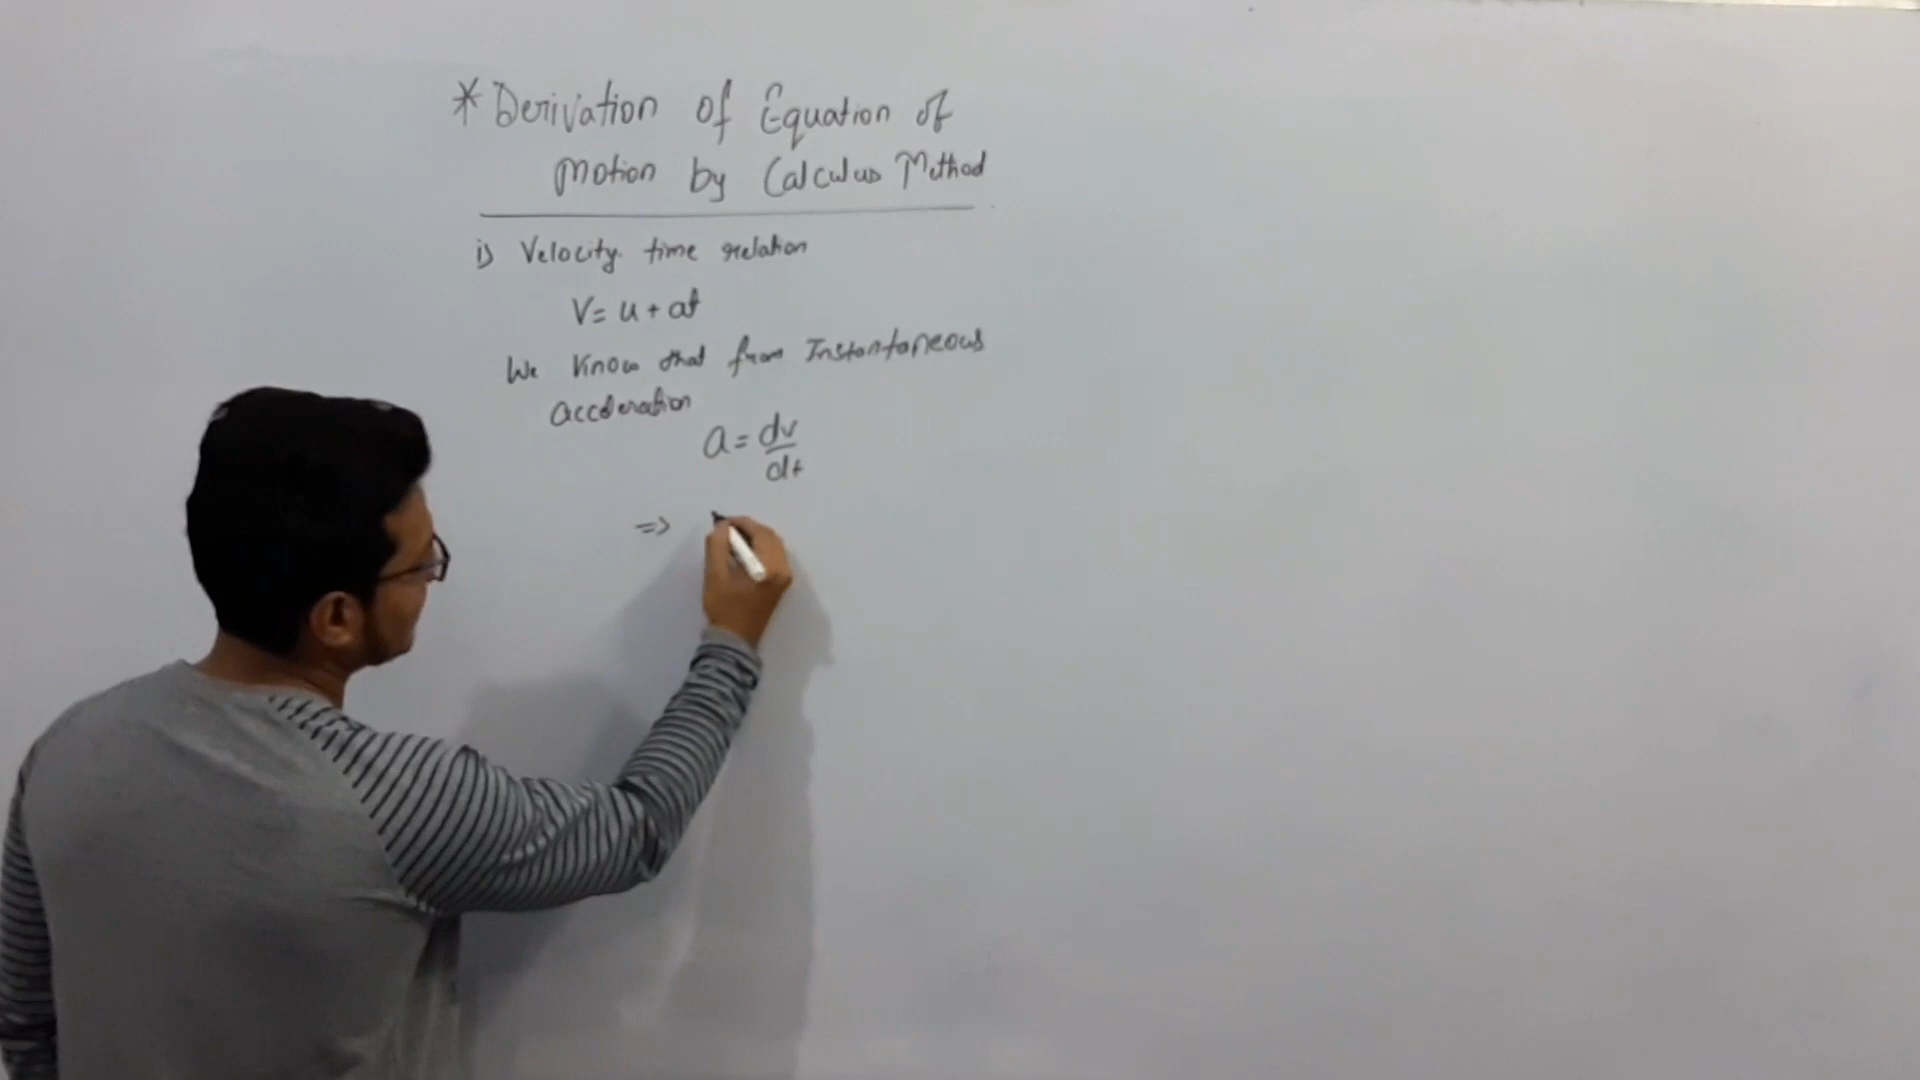 * Derivation of Equation of
Motion by Calculus Method
i) Velocity time relation
V = u + at
We Know that from Instantaneous
acceleration
a = dv/dt
=>